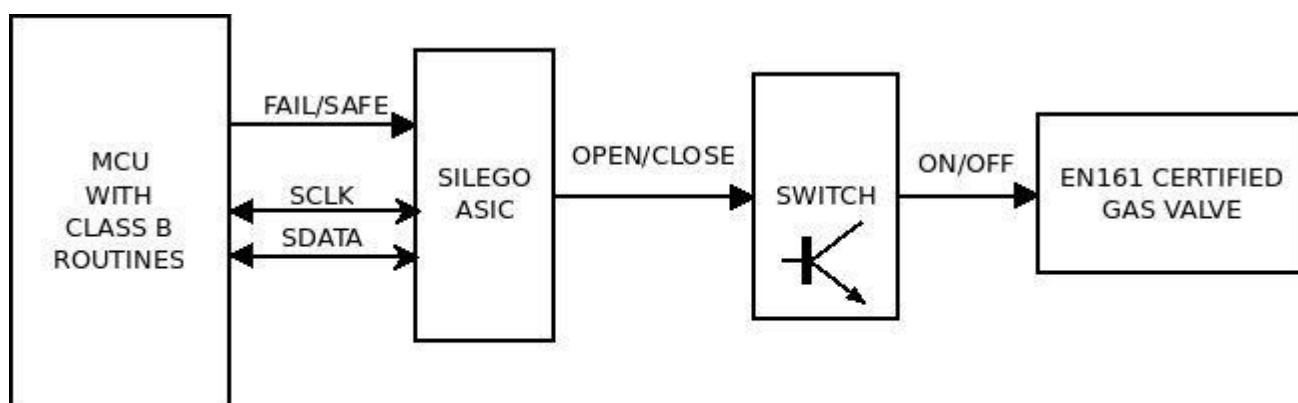 MCU
WITH
CLASS B
ROUTINES
FAIL/SAFE
SCLK
SDATA
SILEGO
ASIC
OPEN/CLOSE
SWITCH
ON/OFF
EN161 CERTIFIED
GAS VALVE